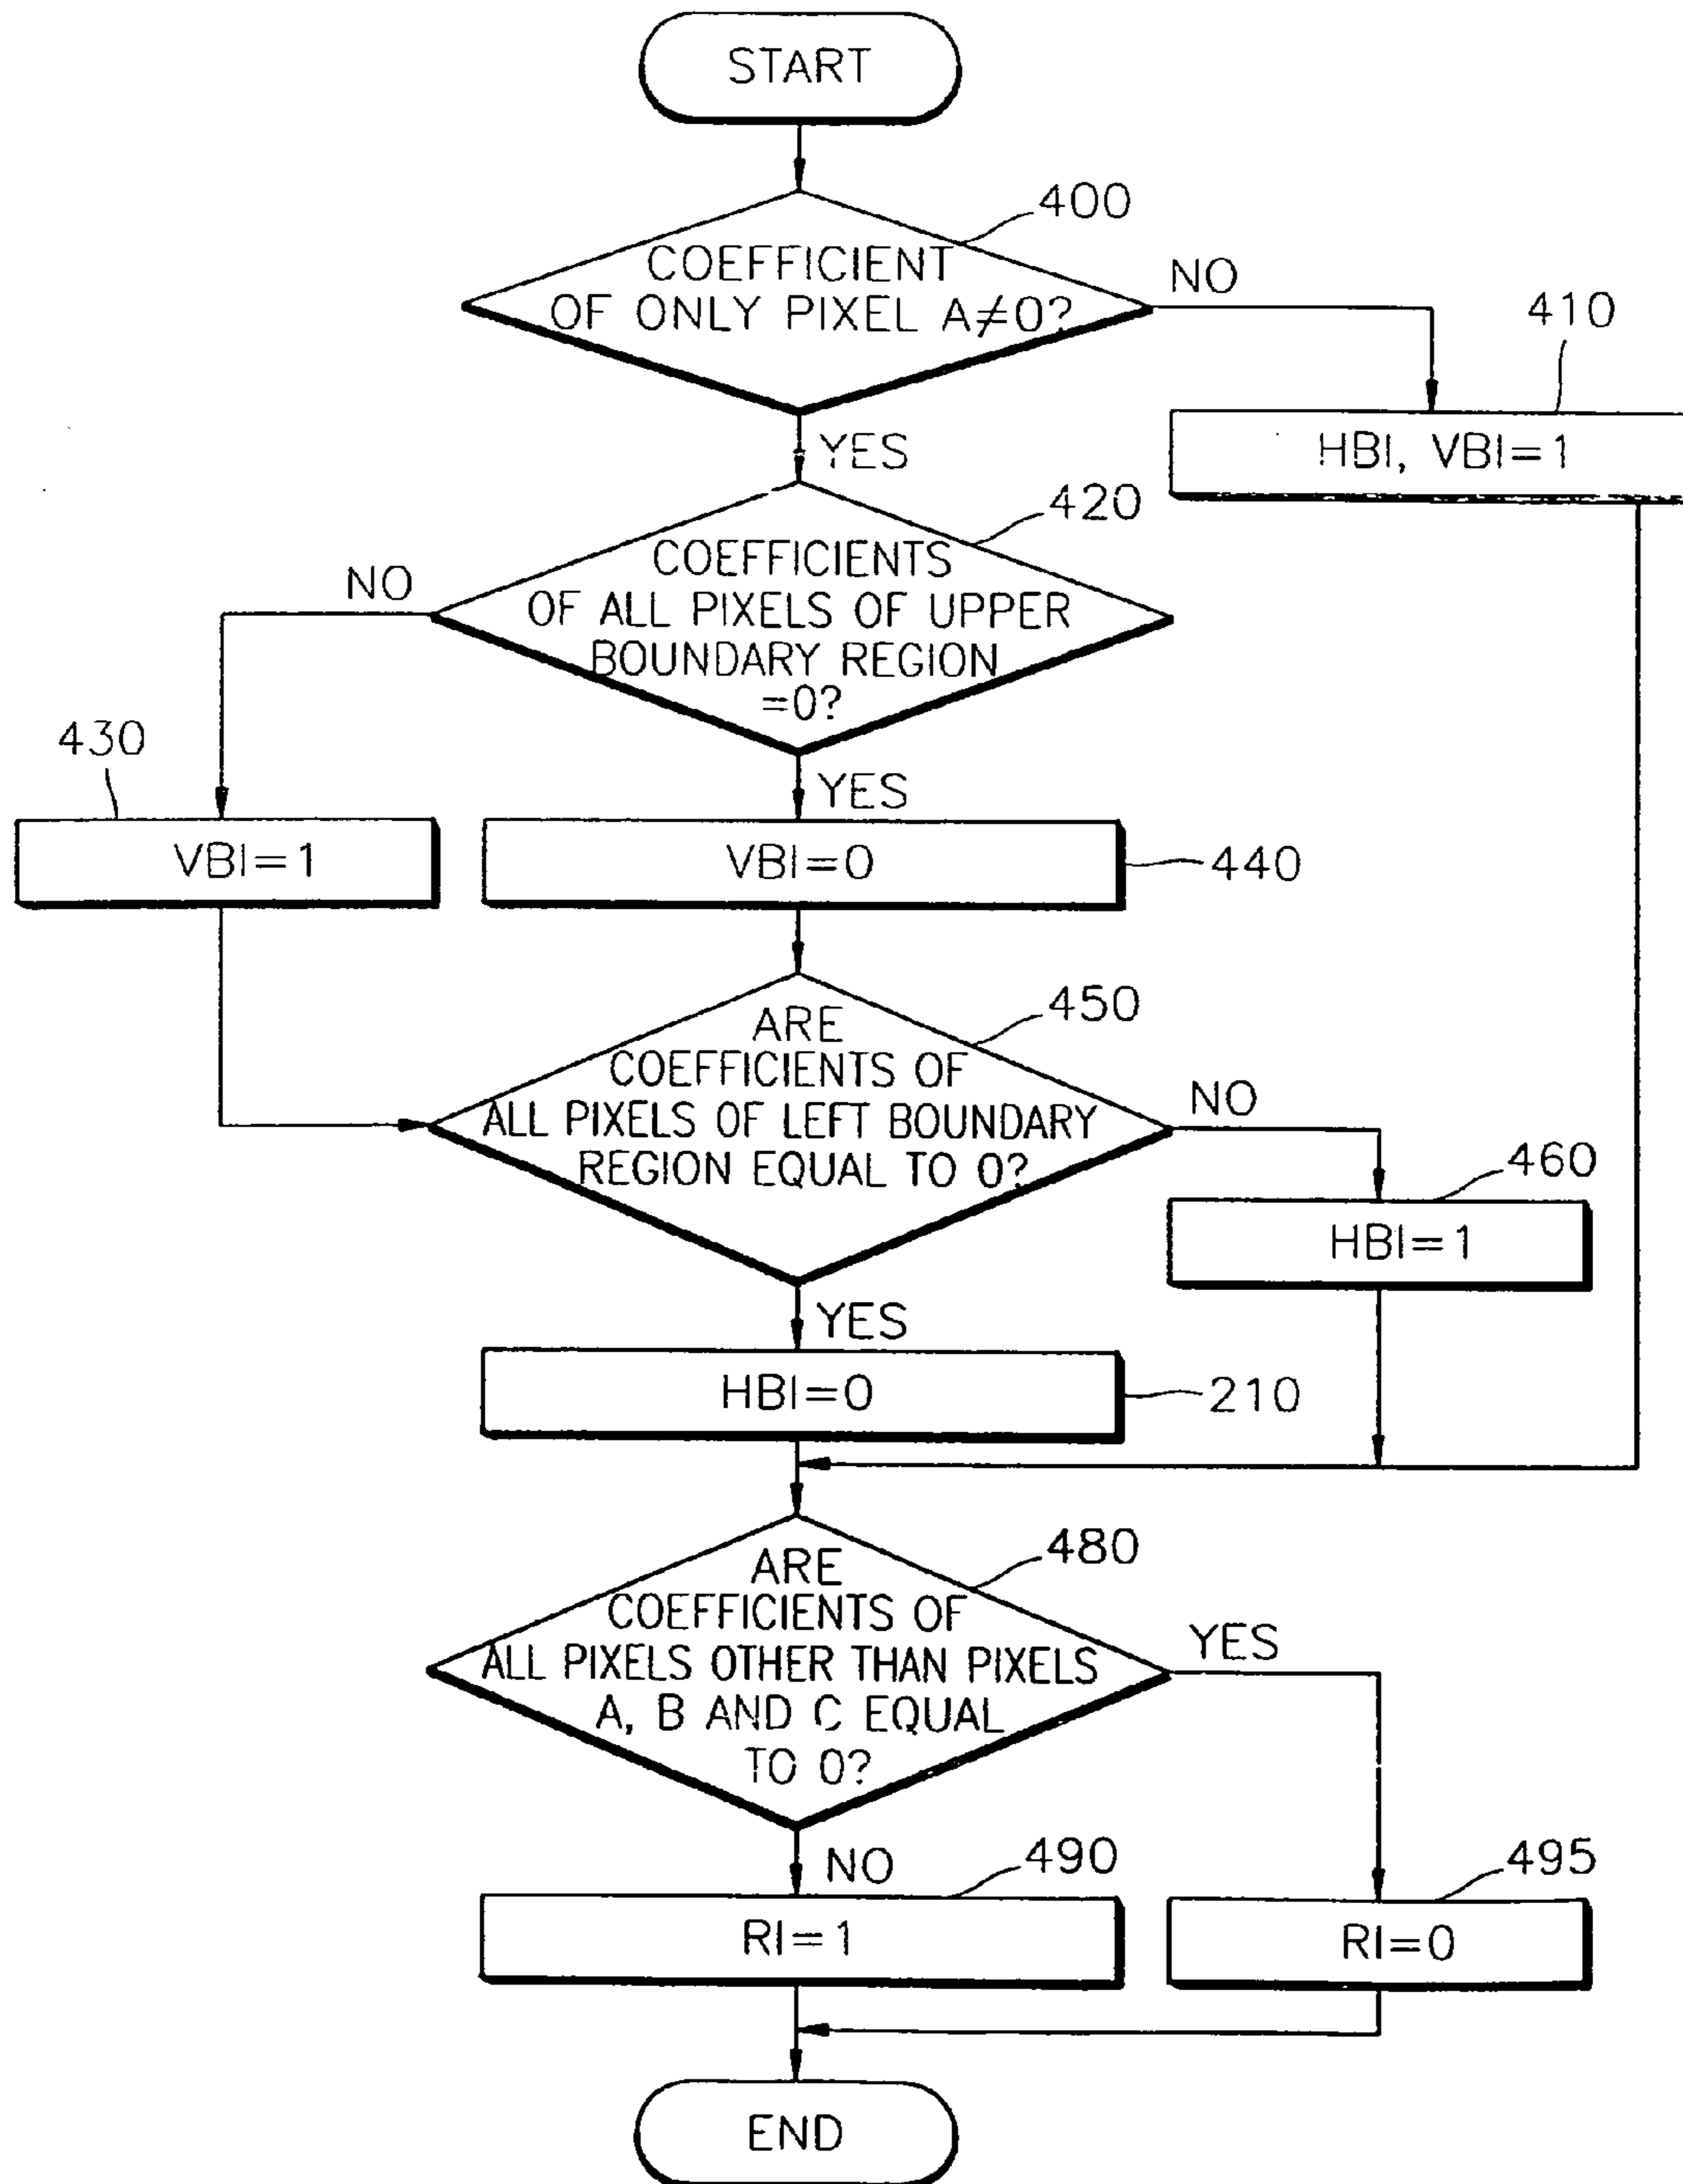 START
400
COEFFICIENT
OF ONLY PIXEL A≠0?
NO
410
HBI, VBI=1
YES
420
COEFFICIENTS
OF ALL PIXELS OF UPPER
BOUNDARY REGION
=0?
NO
430
VBI=1
YES
VBI=0
440
450
ARE
COEFFICIENTS OF
ALL PIXELS OF LEFT BOUNDARY
REGION EQUAL TO 0?
NO
460
HBI=1
YES
HBI=0
210
480
ARE
COEFFICIENTS OF
ALL PIXELS OTHER THAN PIXELS
A, B AND C EQUAL
TO 0?
YES
NO
490
RI=1
495
RI=0
END